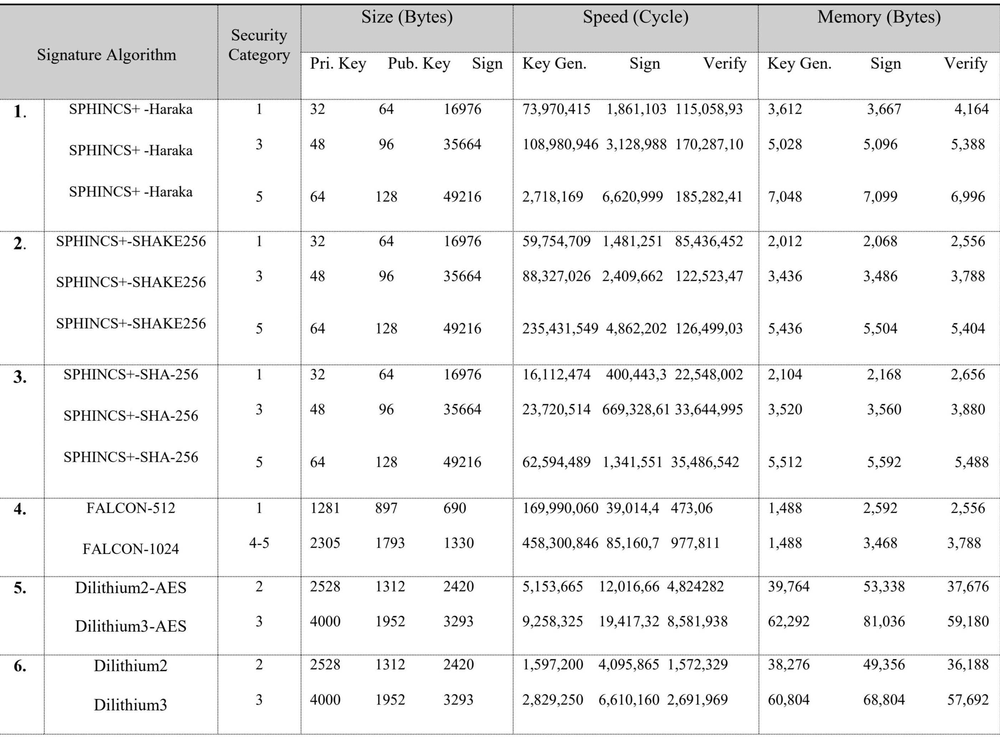 Signature Algorithm Security Category Size (Bytes) Speed (Cycle) Memory (Bytes)
Pri. Key Pub. Key Sign Key Gen. Sign Verify Key Gen. Sign Verify
1. SPHINCS+ -Haraka 1 32 64 16976 73,970,415 1,861,103 115,058,93 3,612 3,667 4,164
SPHINCS+ -Haraka 3 48 96 35664 108,980,946 3,128,988 170,287,10 5,028 5,096 5,388
SPHINCS+ -Haraka 5 64 128 49216 2,718,169 6,620,999 185,282,41 7,048 7,099 6,996
2. SPHINCS+-SHAKE256 1 32 64 16976 59,754,709 1,481,251 85,436,452 2,012 2,068 2,556
SPHINCS+-SHAKE256 3 48 96 35664 88,327,026 2,409,662 122,523,47 3,436 3,486 3,788
SPHINCS+-SHAKE256 5 64 128 49216 235,431,549 4,862,202 126,499,03 5,436 5,504 5,404
3. SPHINCS+-SHA-256 1 32 64 16976 16,112,474 400,443,3 22,548,002 2,104 2,168 2,656
SPHINCS+-SHA-256 3 48 96 35664 23,720,514 669,328,61 33,644,995 3,520 3,560 3,880
SPHINCS+-SHA-256 5 64 128 49216 62,594,489 1,341,551 35,486,542 5,512 5,592 5,488
4. FALCON-512 1 1281 897 690 169,990,060 39,014,4 473,06 1,488 2,592 2,556
FALCON-1024 4-5 2305 1793 1330 458,300,846 85,160,7 977,811 1,488 3,468 3,788
5. Dilithium2-AES 2 2528 1312 2420 5,153,665 12,016,66 4,824282 39,764 53,338 37,676
Dilithium3-AES 3 4000 1952 3293 9,258,325 19,417,32 8,581,938 62,292 81,036 59,180
6. Dilithium2 2 2528 1312 2420 1,597,200 4,095,865 1,572,329 38,276 49,356 36,188
Dilithium3 3 4000 1952 3293 2,829,250 6,610,160 2,691,969 60,804 68,804 57,692